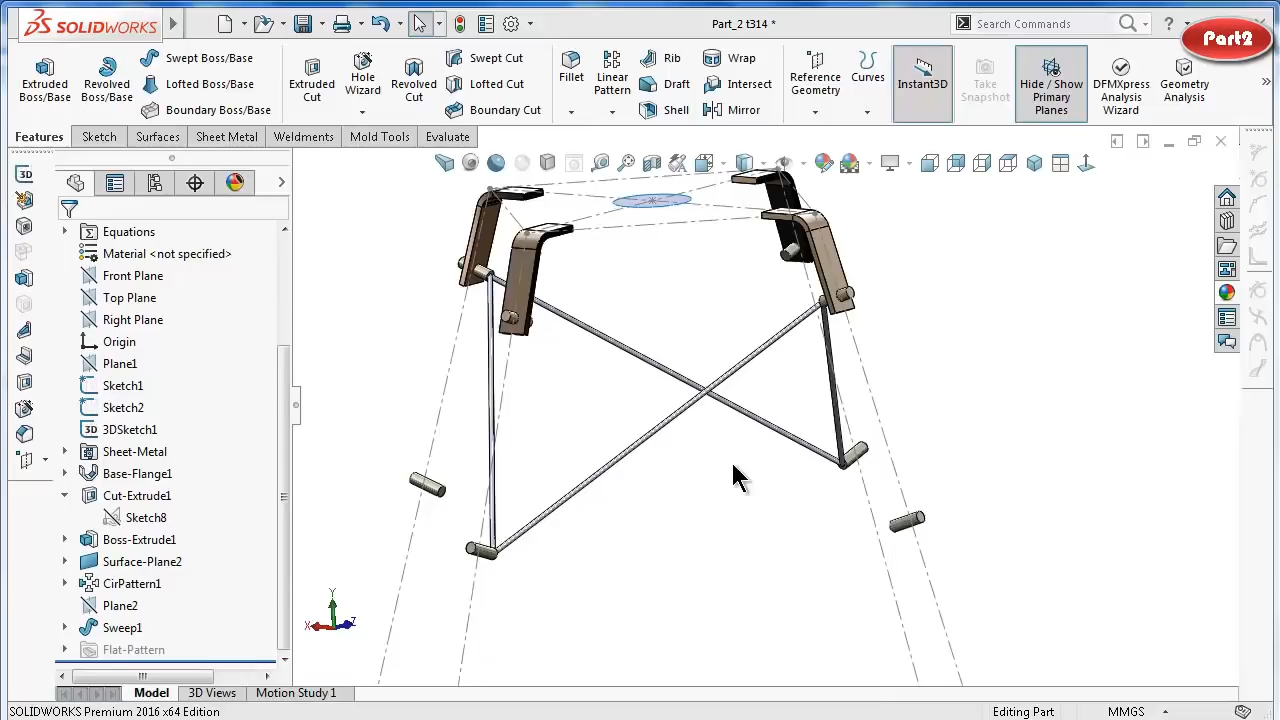 SOLIDWORKS
Part_2 t314 *
Search Commands
?
Part2
Extruded Boss/Base
Revolved Boss/Base
Swept Boss/Base
Lofted Boss/Base
Boundary Boss/Base
Extruded Cut
Hole Wizard
Revolved Cut
Swept Cut
Lofted Cut
Boundary Cut
Fillet
Linear Pattern
Rib
Draft
Shell
Wrap
Intersect
Mirror
Reference Geometry
Curves
Instant3D
Take Snapshot
Hide / Show Primary Planes
DFMXpress Analysis Wizard
Geometry Analysis
Features
Sketch
Surfaces
Sheet Metal
Weldments
Mold Tools
Evaluate
3D
Equations
Material <not specified>
Front Plane
Top Plane
Right Plane
Origin
Plane1
Sketch1
Sketch2
3D 3DSketch1
Sheet-Metal
Base-Flange1
Cut-Extrude1
Sketch8
Boss-Extrude1
Surface-Plane2
CirPattern1
Plane2
Sweep1
Flat-Pattern
Y
X
Z
Model
3D Views
Motion Study 1
SOLIDWORKS Premium 2016 x64 Edition
Editing Part
MMGS